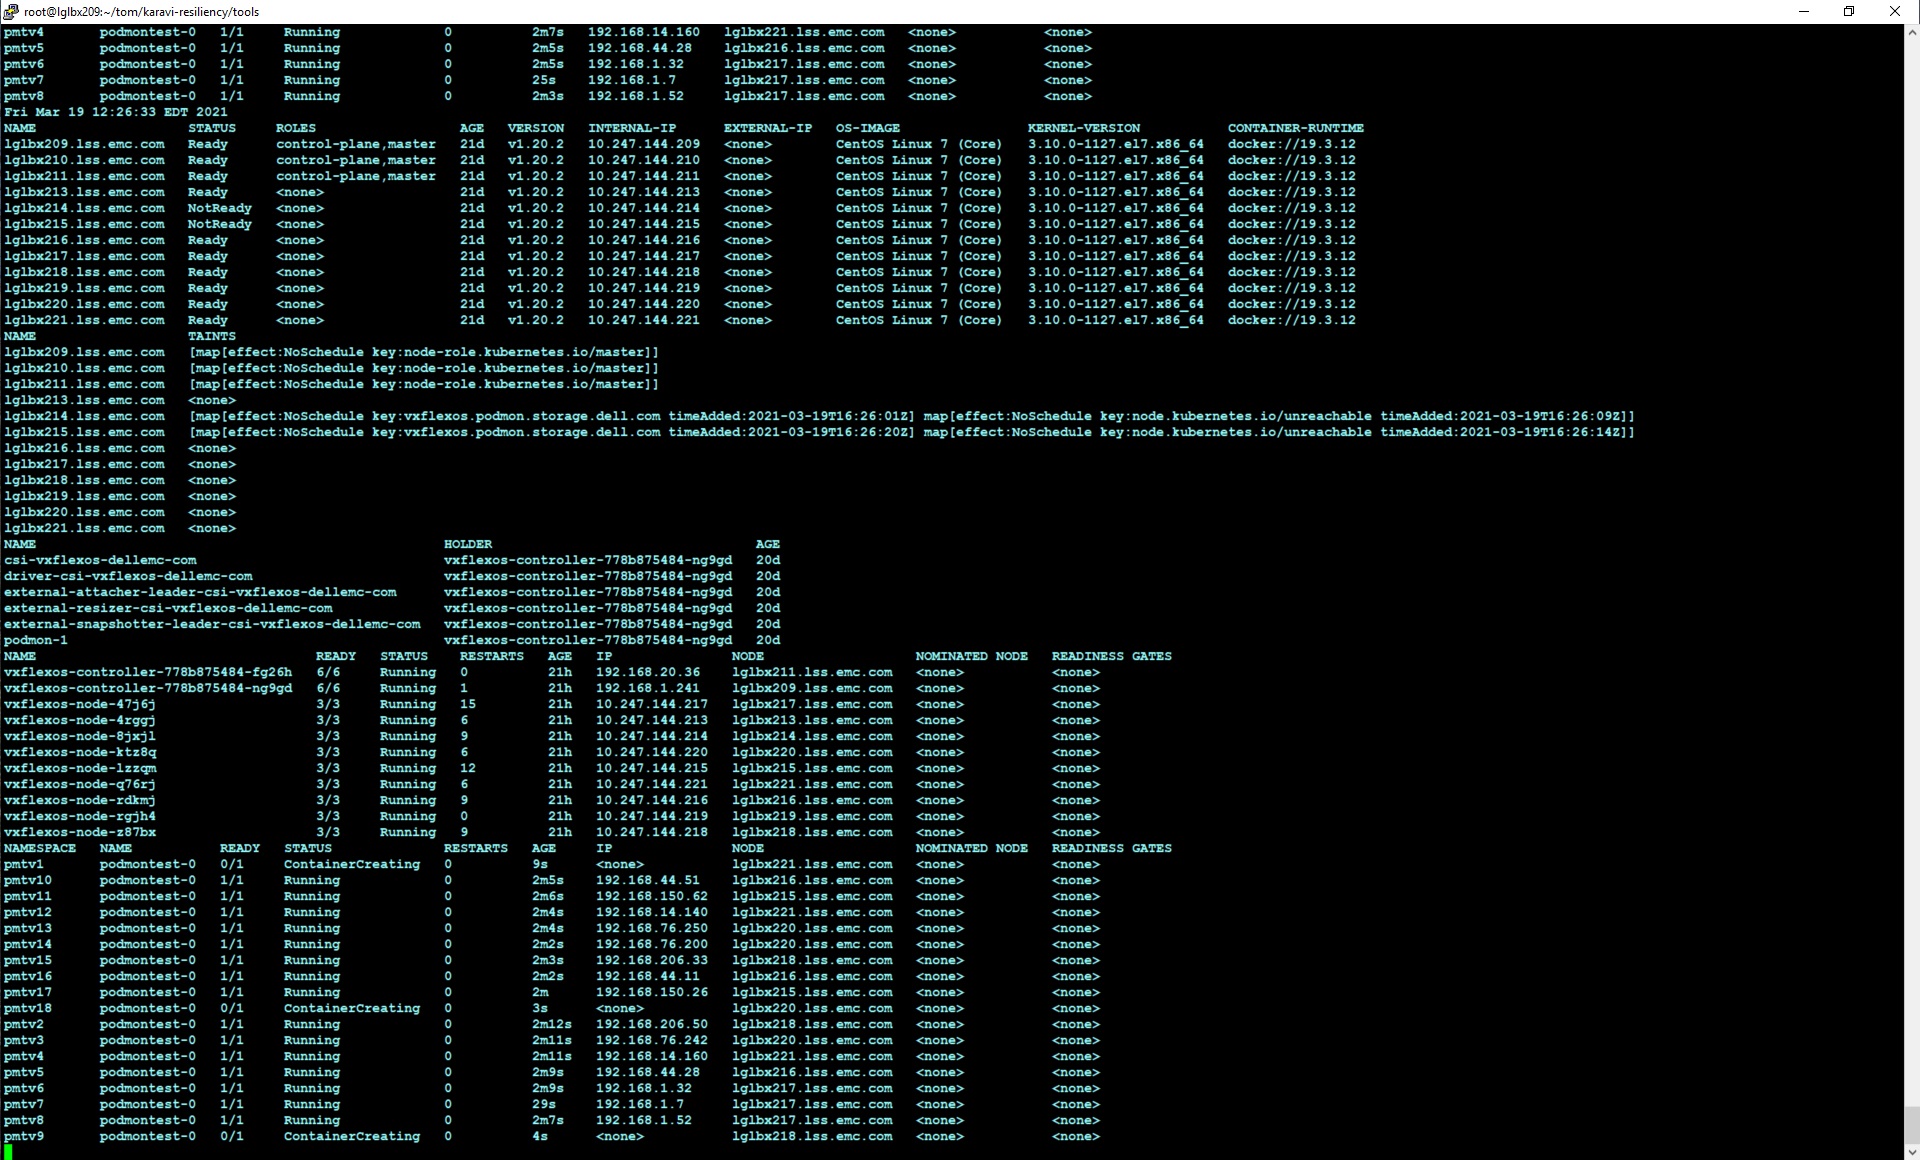 root@lglbx209:~/tom/karavi-resiliency/tools
pmtv4 podmontest-0 1/1 Running 0 2m7s 192.168.14.160 lglbx221.lss.emc.com <none> <none>
pmtv5 podmontest-0 1/1 Running 0 2m5s 192.168.44.28 lglbx216.lss.emc.com <none> <none>
pmtv6 podmontest-0 1/1 Running 0 2m5s 192.168.1.32 lglbx217.lss.emc.com <none> <none>
pmtv7 podmontest-0 1/1 Running 0 25s 192.168.1.7 lglbx217.lss.emc.com <none> <none>
pmtv8 podmontest-0 1/1 Running 0 2m3s 192.168.1.52 lglbx217.lss.emc.com <none> <none>
Fri Mar 19 12:26:33 EDT 2021
NAME STATUS ROLES AGE VERSION INTERNAL-IP EXTERNAL-IP OS-IMAGE KERNEL-VERSION CONTAINER-RUNTIME
lglbx209.lss.emc.com Ready control-plane,master 21d v1.20.2 10.247.144.209 <none> CentOS Linux 7 (Core) 3.10.0-1127.el7.x86_64 docker://19.3.12
lglbx210.lss.emc.com Ready control-plane,master 21d v1.20.2 10.247.144.210 <none> CentOS Linux 7 (Core) 3.10.0-1127.el7.x86_64 docker://19.3.12
lglbx211.lss.emc.com Ready control-plane,master 21d v1.20.2 10.247.144.211 <none> CentOS Linux 7 (Core) 3.10.0-1127.el7.x86_64 docker://19.3.12
lglbx213.lss.emc.com Ready <none> 21d v1.20.2 10.247.144.213 <none> CentOS Linux 7 (Core) 3.10.0-1127.el7.x86_64 docker://19.3.12
lglbx214.lss.emc.com NotReady <none> 21d v1.20.2 10.247.144.214 <none> CentOS Linux 7 (Core) 3.10.0-1127.el7.x86_64 docker://19.3.12
lglbx215.lss.emc.com NotReady <none> 21d v1.20.2 10.247.144.215 <none> CentOS Linux 7 (Core) 3.10.0-1127.el7.x86_64 docker://19.3.12
lglbx216.lss.emc.com Ready <none> 21d v1.20.2 10.247.144.216 <none> CentOS Linux 7 (Core) 3.10.0-1127.el7.x86_64 docker://19.3.12
lglbx217.lss.emc.com Ready <none> 21d v1.20.2 10.247.144.217 <none> CentOS Linux 7 (Core) 3.10.0-1127.el7.x86_64 docker://19.3.12
lglbx218.lss.emc.com Ready <none> 21d v1.20.2 10.247.144.218 <none> CentOS Linux 7 (Core) 3.10.0-1127.el7.x86_64 docker://19.3.12
lglbx219.lss.emc.com Ready <none> 21d v1.20.2 10.247.144.219 <none> CentOS Linux 7 (Core) 3.10.0-1127.el7.x86_64 docker://19.3.12
lglbx220.lss.emc.com Ready <none> 21d v1.20.2 10.247.144.220 <none> CentOS Linux 7 (Core) 3.10.0-1127.el7.x86_64 docker://19.3.12
lglbx221.lss.emc.com Ready <none> 21d v1.20.2 10.247.144.221 <none> CentOS Linux 7 (Core) 3.10.0-1127.el7.x86_64 docker://19.3.12
NAME TAINTS
lglbx209.lss.emc.com [map[effect:NoSchedule key:node-role.kubernetes.io/master]]
lglbx210.lss.emc.com [map[effect:NoSchedule key:node-role.kubernetes.io/master]]
lglbx211.lss.emc.com [map[effect:NoSchedule key:node-role.kubernetes.io/master]]
lglbx213.lss.emc.com <none>
lglbx214.lss.emc.com [map[effect:NoSchedule key:vxflexos.podmon.storage.dell.com timeAdded:2021-03-19T16:26:01Z] map[effect:NoSchedule key:node.kubernetes.io/unreachable timeAdded:2021-03-19T16:26:09Z]]
lglbx215.lss.emc.com [map[effect:NoSchedule key:vxflexos.podmon.storage.dell.com timeAdded:2021-03-19T16:26:20Z] map[effect:NoSchedule key:node.kubernetes.io/unreachable timeAdded:2021-03-19T16:26:14Z]]
lglbx216.lss.emc.com <none>
lglbx217.lss.emc.com <none>
lglbx218.lss.emc.com <none>
lglbx219.lss.emc.com <none>
lglbx220.lss.emc.com <none>
lglbx221.lss.emc.com <none>
NAME HOLDER AGE
csi-vxflexos-dellemc-com vxflexos-controller-778b875484-ng9gd 20d
driver-csi-vxflexos-dellemc-com vxflexos-controller-778b875484-ng9gd 20d
external-attacher-leader-csi-vxflexos-dellemc-com vxflexos-controller-778b875484-ng9gd 20d
external-resizer-csi-vxflexos-dellemc-com vxflexos-controller-778b875484-ng9gd 20d
external-snapshotter-leader-csi-vxflexos-dellemc-com vxflexos-controller-778b875484-ng9gd 20d
podmon-1 vxflexos-controller-778b875484-ng9gd 20d
NAME READY STATUS RESTARTS AGE IP NODE NOMINATED NODE READINESS GATES
vxflexos-controller-778b875484-fg26h 6/6 Running 0 21h 192.168.20.36 lglbx211.lss.emc.com <none> <none>
vxflexos-controller-778b875484-ng9gd 6/6 Running 1 21h 192.168.1.241 lglbx209.lss.emc.com <none> <none>
vxflexos-node-47j6j 3/3 Running 15 21h 10.247.144.217 lglbx217.lss.emc.com <none> <none>
vxflexos-node-4rggj 3/3 Running 6 21h 10.247.144.213 lglbx213.lss.emc.com <none> <none>
vxflexos-node-8jxjl 3/3 Running 9 21h 10.247.144.214 lglbx214.lss.emc.com <none> <none>
vxflexos-node-ktz8q 3/3 Running 6 21h 10.247.144.220 lglbx220.lss.emc.com <none> <none>
vxflexos-node-lzzqm 3/3 Running 12 21h 10.247.144.215 lglbx215.lss.emc.com <none> <none>
vxflexos-node-q76rj 3/3 Running 6 21h 10.247.144.221 lglbx221.lss.emc.com <none> <none>
vxflexos-node-rdkmj 3/3 Running 9 21h 10.247.144.216 lglbx216.lss.emc.com <none> <none>
vxflexos-node-rgjh4 3/3 Running 0 21h 10.247.144.219 lglbx219.lss.emc.com <none> <none>
vxflexos-node-z87bx 3/3 Running 9 21h 10.247.144.218 lglbx218.lss.emc.com <none> <none>
NAMESPACE NAME READY STATUS RESTARTS AGE IP NODE NOMINATED NODE READINESS GATES
pmtv1 podmontest-0 0/1 ContainerCreating 0 9s <none> lglbx221.lss.emc.com <none> <none>
pmtv10 podmontest-0 1/1 Running 0 2m5s 192.168.44.51 lglbx216.lss.emc.com <none> <none>
pmtv11 podmontest-0 1/1 Running 0 2m6s 192.168.150.62 lglbx215.lss.emc.com <none> <none>
pmtv12 podmontest-0 1/1 Running 0 2m4s 192.168.14.140 lglbx221.lss.emc.com <none> <none>
pmtv13 podmontest-0 1/1 Running 0 2m4s 192.168.76.250 lglbx220.lss.emc.com <none> <none>
pmtv14 podmontest-0 1/1 Running 0 2m2s 192.168.76.200 lglbx220.lss.emc.com <none> <none>
pmtv15 podmontest-0 1/1 Running 0 2m3s 192.168.206.33 lglbx218.lss.emc.com <none> <none>
pmtv16 podmontest-0 1/1 Running 0 2m2s 192.168.44.11 lglbx216.lss.emc.com <none> <none>
pmtv17 podmontest-0 1/1 Running 0 2m 192.168.150.26 lglbx215.lss.emc.com <none> <none>
pmtv18 podmontest-0 0/1 ContainerCreating 0 3s <none> lglbx220.lss.emc.com <none> <none>
pmtv2 podmontest-0 1/1 Running 0 2m12s 192.168.206.50 lglbx218.lss.emc.com <none> <none>
pmtv3 podmontest-0 1/1 Running 0 2m11s 192.168.76.242 lglbx220.lss.emc.com <none> <none>
pmtv4 podmontest-0 1/1 Running 0 2m11s 192.168.14.160 lglbx221.lss.emc.com <none> <none>
pmtv5 podmontest-0 1/1 Running 0 2m9s 192.168.44.28 lglbx216.lss.emc.com <none> <none>
pmtv6 podmontest-0 1/1 Running 0 2m9s 192.168.1.32 lglbx217.lss.emc.com <none> <none>
pmtv7 podmontest-0 1/1 Running 0 29s 192.168.1.7 lglbx217.lss.emc.com <none> <none>
pmtv8 podmontest-0 1/1 Running 0 2m7s 192.168.1.52 lglbx217.lss.emc.com <none> <none>
pmtv9 podmontest-0 0/1 ContainerCreating 0 4s <none> lglbx218.lss.emc.com <none> <none>